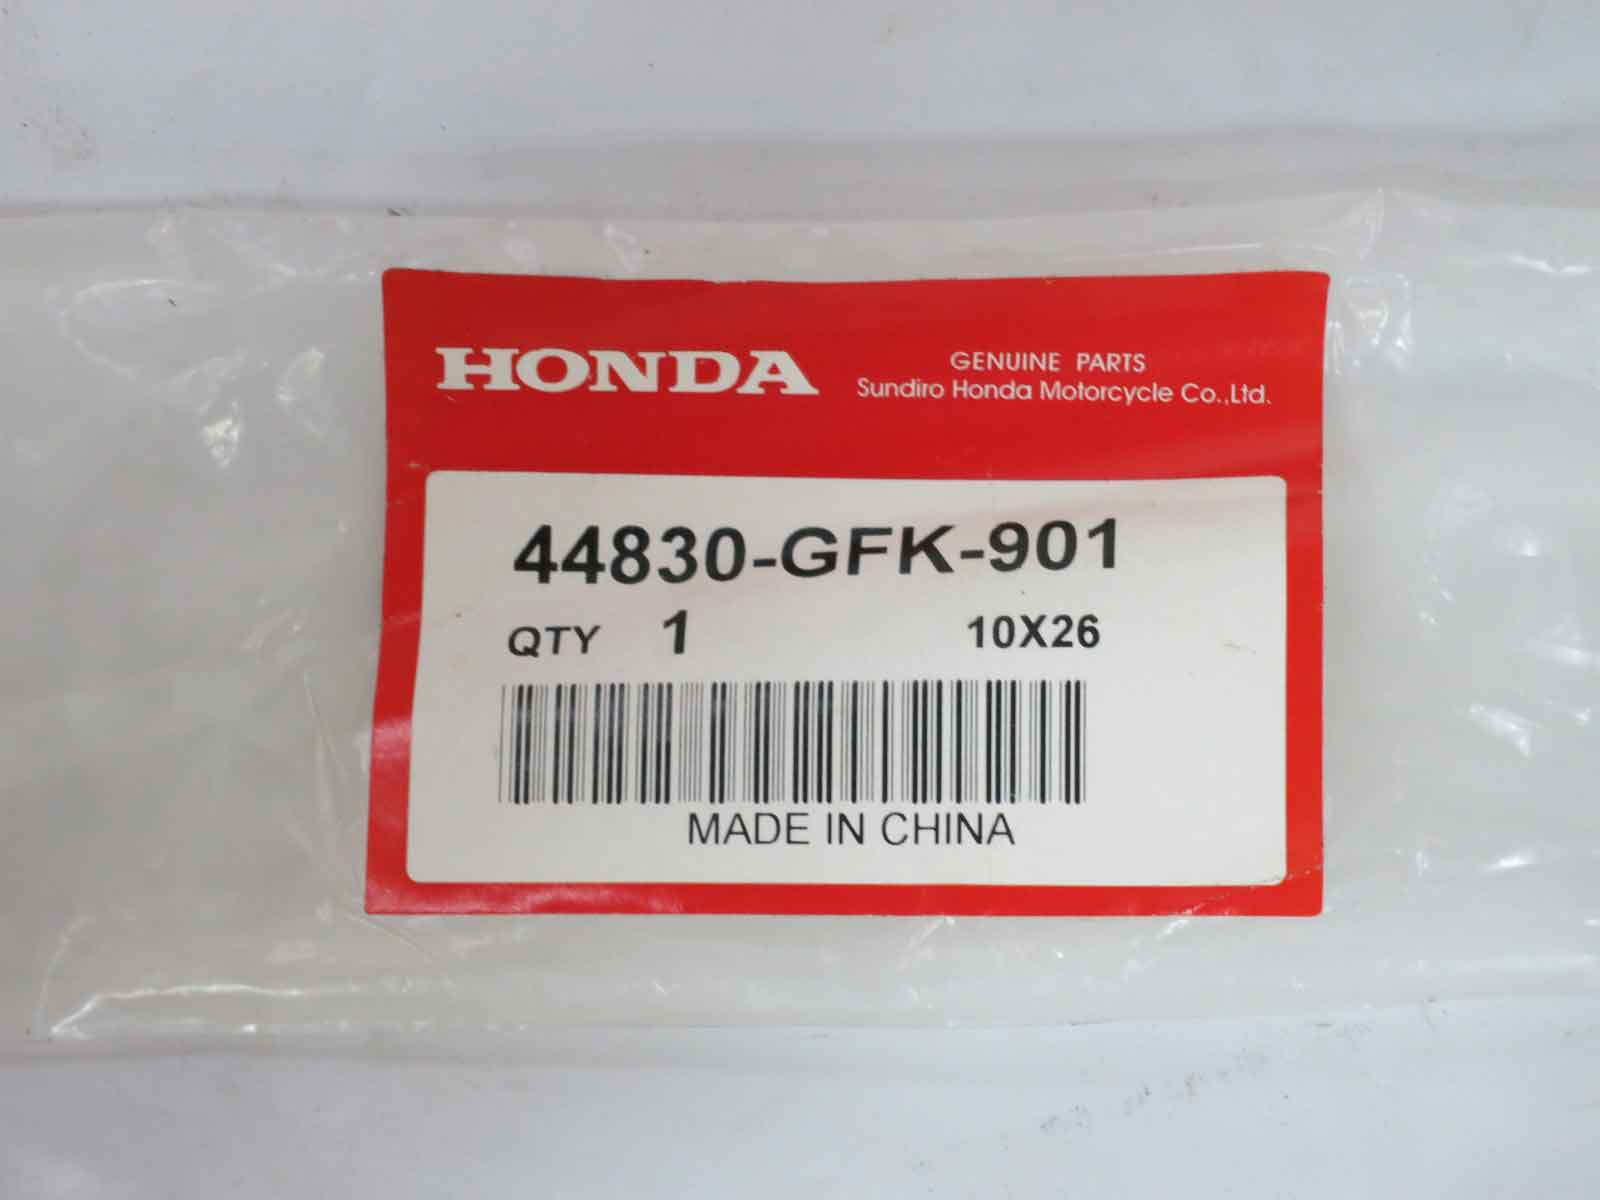 HONDA
GENUINE PARTS
Sundiro Honda Motorcycle Co.,Ltd.
44830-GFK-901
QTY 1 10X26
MADE IN CHINA